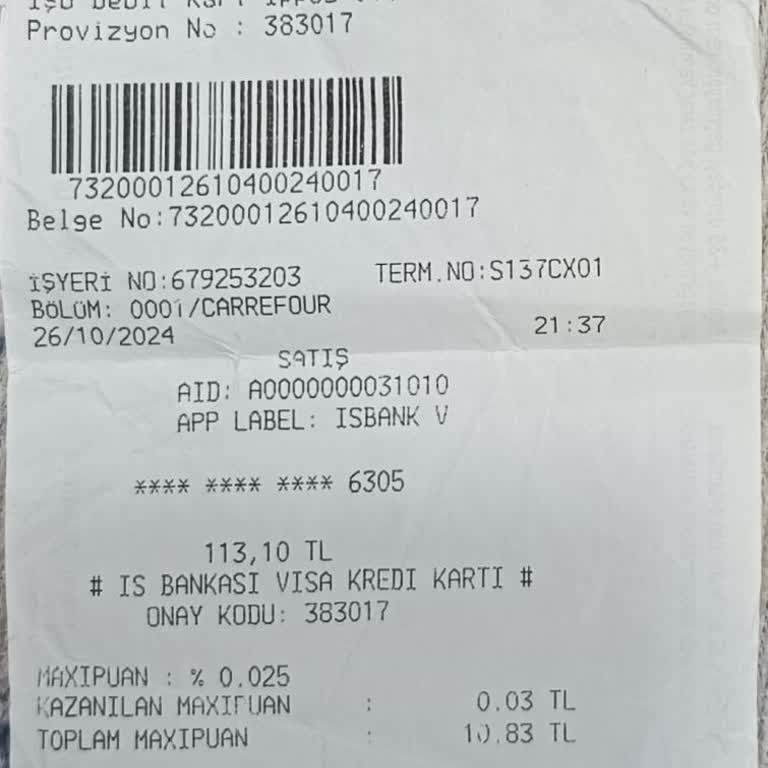 Provizyon No : 383017
73200012610400240017
Belge No:73200012610400240017
İŞYERİ NO:679253203 TERM.NO:S137CX01
BÖLÜM: 0001/CARREFOUR
26/10/2024 21:37
SATIŞ
AID: A0000000031010
APP LABEL: ISBANK V
**** **** **** 6305
113,10 TL
# IS BANKASI VISA KREDI KARTI #
ONAY KODU: 383017
MAXIPUAN : % 0.025
KAZANILAN MAXIPUAN : 0.03 TL
TOPLAM MAXIPUAN : 10.83 TL